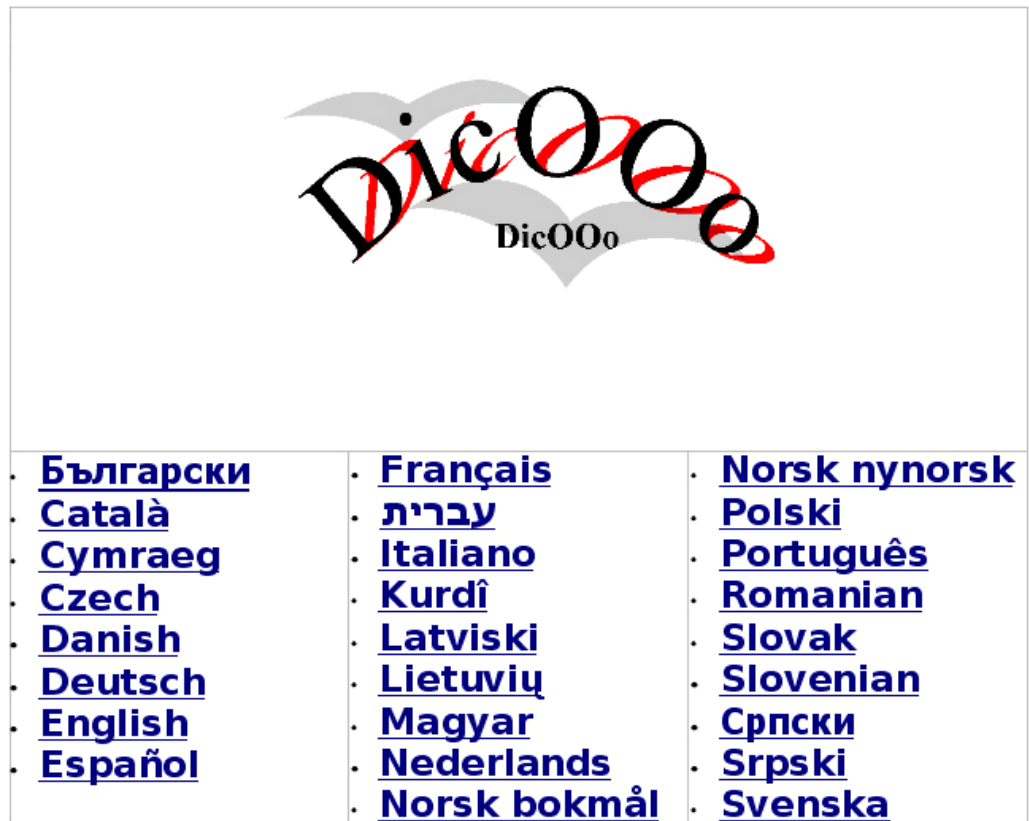 DicOOo
DicOOo
Български
Català
Cymraeg
Czech
Danish
Deutsch
English
Español
Français
עברית
Italiano
Kurdî
Latviski
Lietuvių
Magyar
Nederlands
Norsk bokmål
Norsk nynorsk
Polski
Português
Romanian
Slovak
Slovenian
Српски
Srpski
Svenska